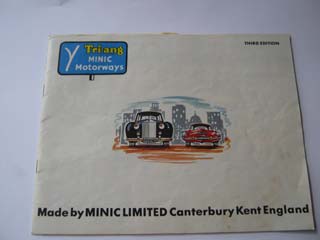 THIRD EDITION
Tri-ang
MINIC
Motorways
Made by MINIC LIMITED Canterbury Kent England